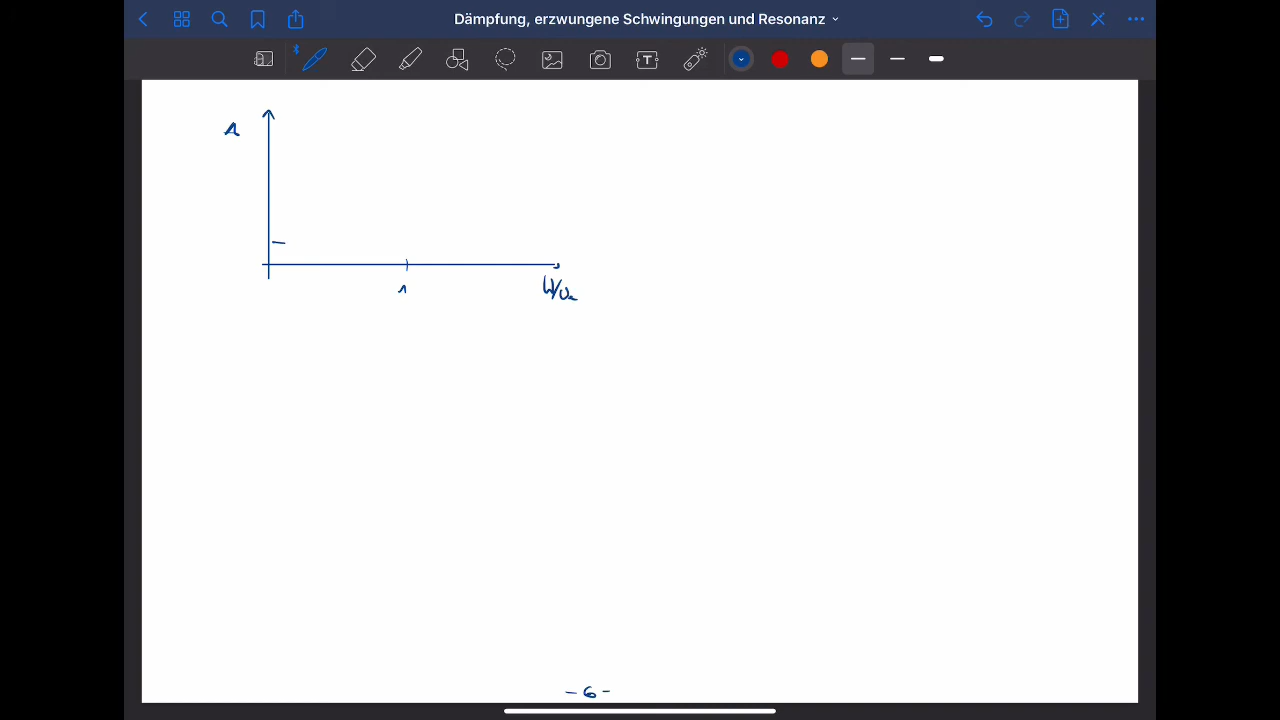 Dämpfung, erzwungene Schwingungen und Resonanz
T
A
1
ω/ω₀
- 6 -